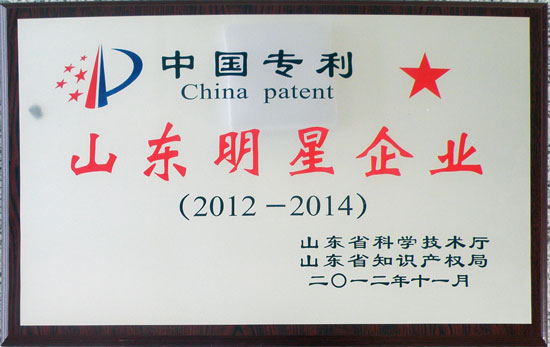 中国专利
China patent
山东明星企业
(2012-2014)
山东省科学技术厅
山东省知识产权局
二〇一二年十一月